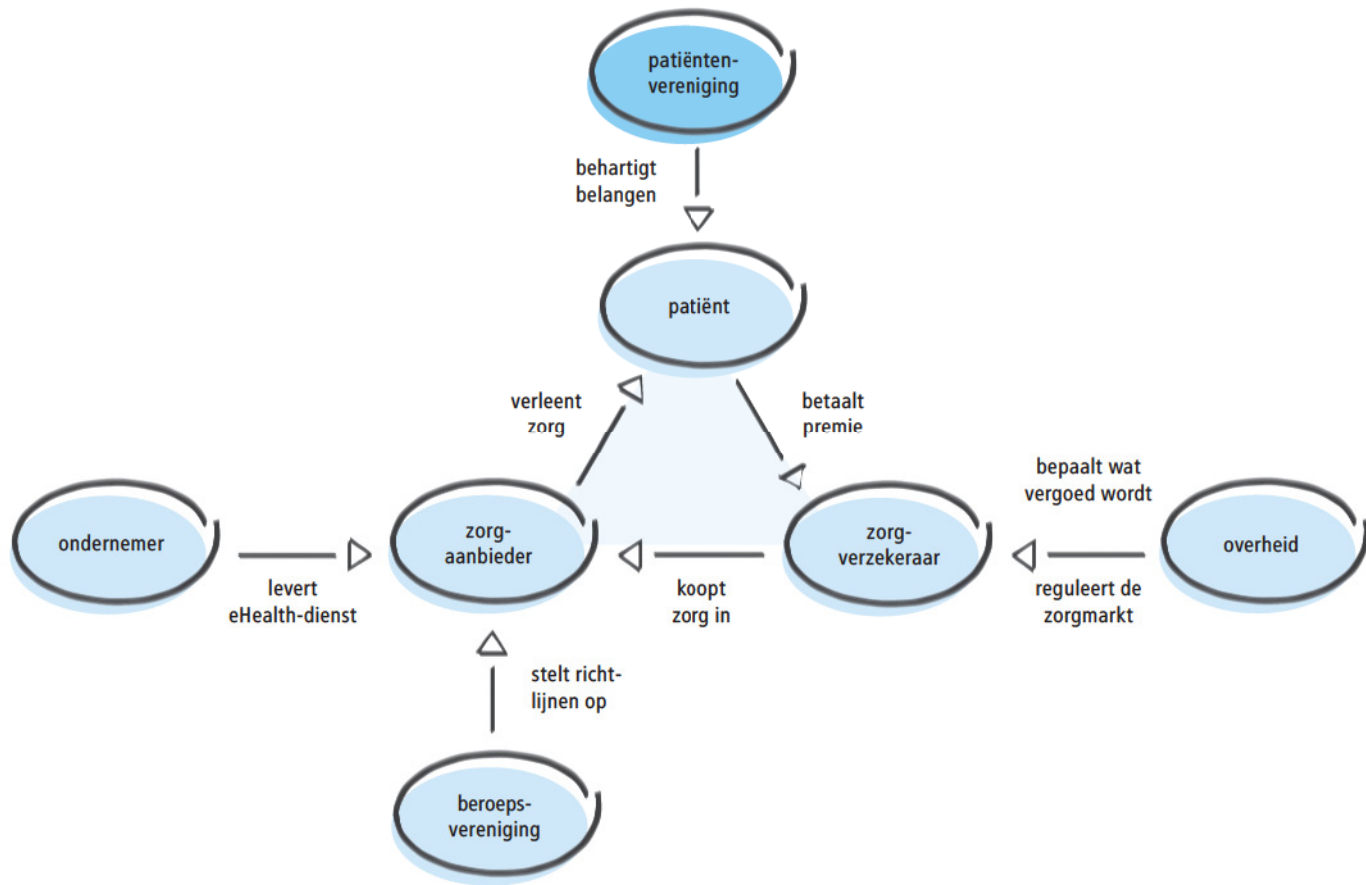 patiënten-
vereniging
behartigt
belangen
patiënt
verleent
zorg
betaalt
premie
bepaalt wat
vergoed wordt
ondernemer
zorg-
aanbieder
zorg-
verzekeraar
overheid
levert
eHealth-dienst
koopt
zorg in
reguleert de
zorgmarkt
stelt richt-
lijnen op
beroeps-
vereniging